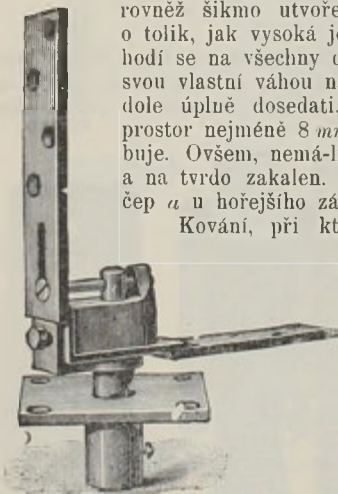 rovněž šikmo utvoře
o tolik, jak vysoká je
hodí se na všechny d
svou vlastní váhou n
dole úplně dosedati.
prostor nejméně 8 mm
buje. Ovšem, nemá-l
a na tvrdo zakalen.
čep a u hořejšího zá
Kování, při kt